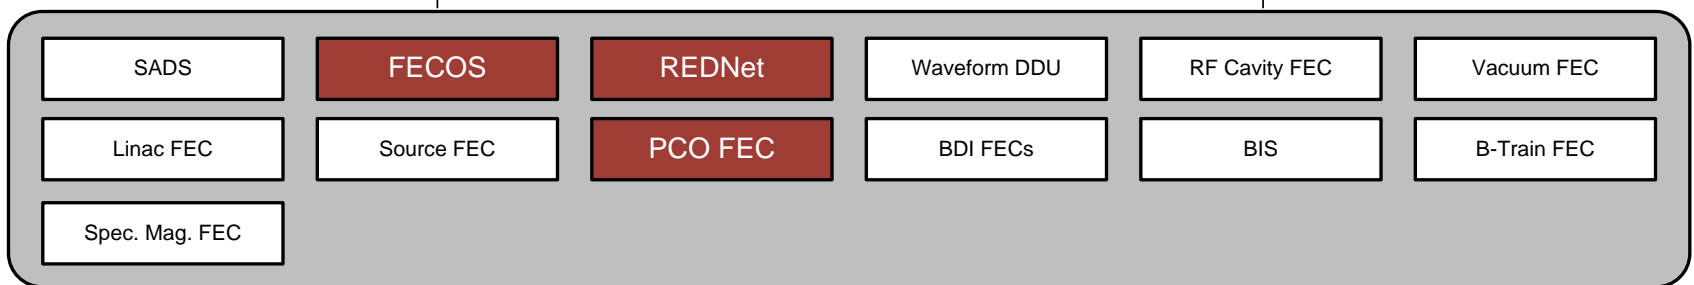 SADS
FECOS
REDNet
Waveform DDU
RF Cavity FEC
Vacuum FEC
Linac FEC
Source FEC
PCO FEC
BDI FECs
BIS
B-Train FEC
Spec. Mag. FEC